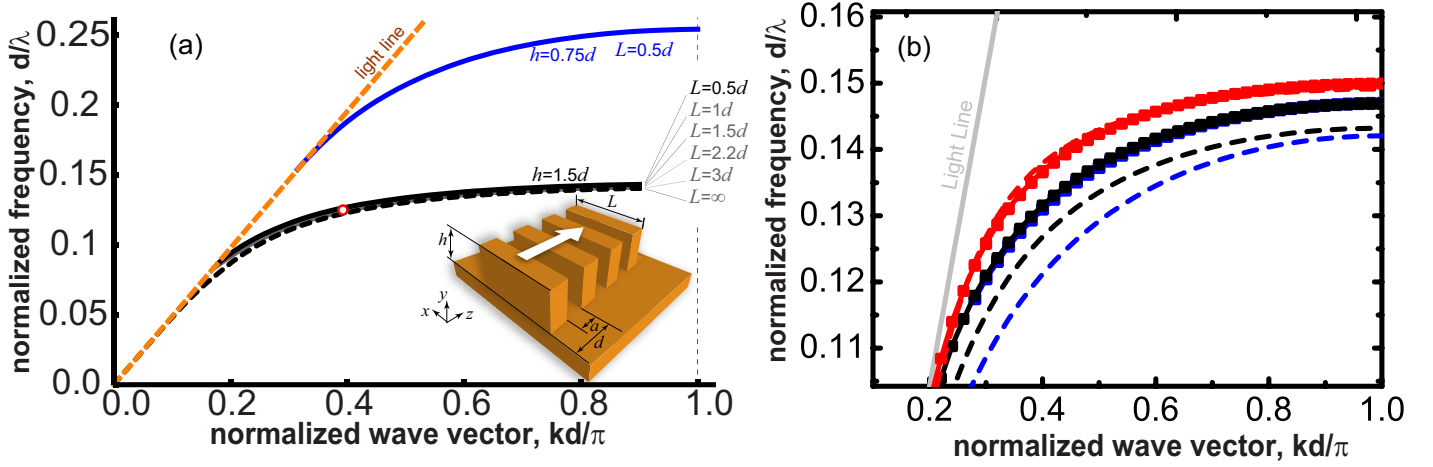 (a)
light line
h=0.75d
L=0.5d
L=0.5d
L=1d
L=1.5d
L=2.2d
L=3d
L=∞
h=1.5d
L
h
a
d
y
x
z
0.25
0.2
0.15
0.1
0.05
0.0
0.0 0.2 0.4 0.6 0.8 1.0
normalized frequency, d/λ
normalized wave vector, kd/π
(b)
Light Line
0.16
0.15
0.14
0.13
0.12
0.11
0.2 0.4 0.6 0.8 1.0
normalized frequency, d/λ
normalized wave vector, kd/π